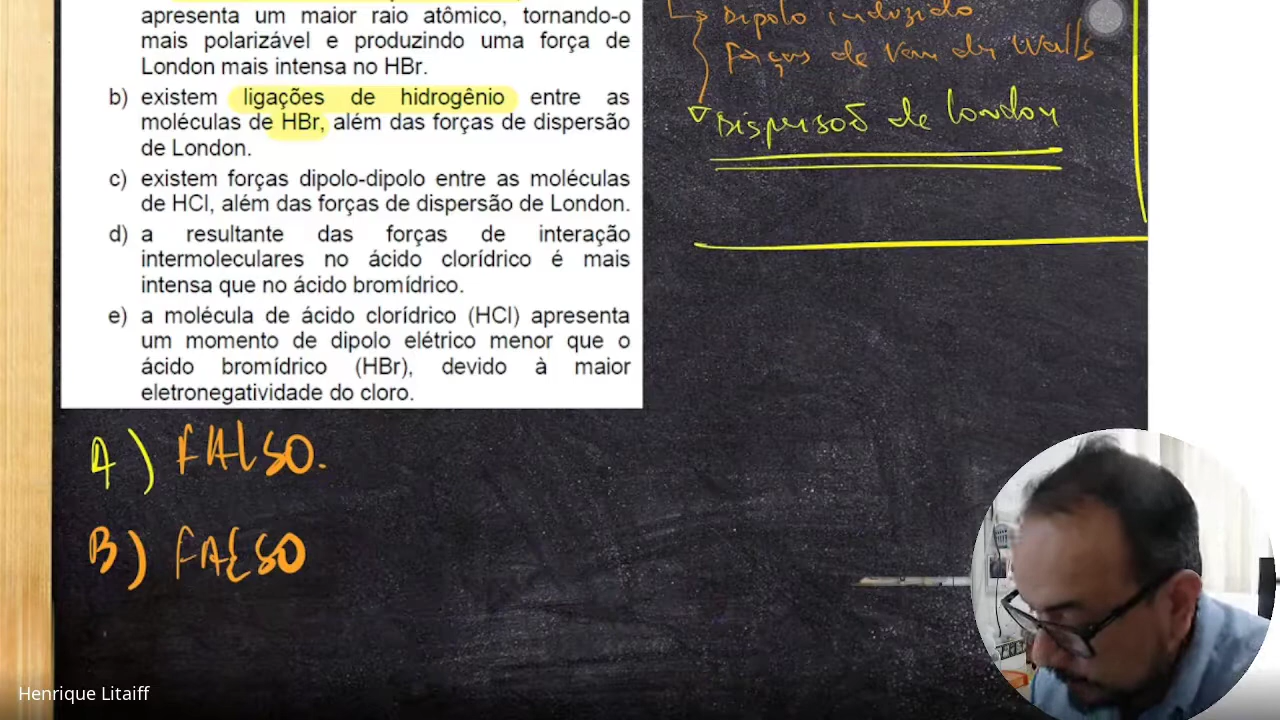 apresenta um maior raio atômico, tornando-o
mais polarizável e produzindo uma força de
London mais intensa no HBr.
b) existem ligações de hidrogênio entre as
moléculas de HBr, além das forças de dispersão
de London.
c) existem forças dipolo-dipolo entre as moléculas
de HCl, além das forças de dispersão de London.
d) a resultante das forças de interação
intermoleculares no ácido clorídrico é mais
intensa que no ácido bromídrico.
e) a molécula de ácido clorídrico (HCl) apresenta
um momento de dipolo elétrico menor que o
ácido bromídrico (HBr), devido à maior
eletronegatividade do cloro.
Dipolo induzido
Forças de Van der Walls
Dispersão de London
A) FALSO.
B) FALSO
Henrique Litaiff